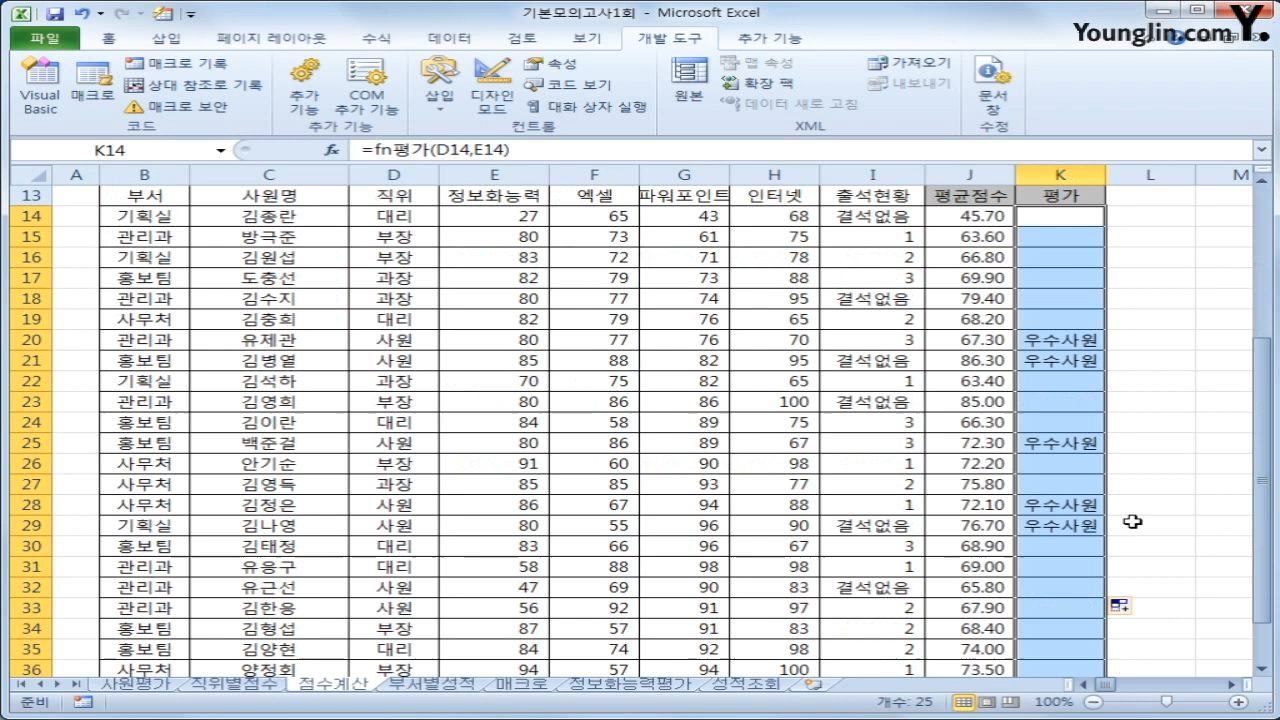 기본모의고사1회 - Microsoft Excel
Younglin.com Y.
파일 홈 삽입 페이지 레이아웃 수식 데이터 검토 보기 개발 도구 추가 기능
Visual Basic 매크로 매크로 기록 상대 참조로 기록 매크로 보안 추가 기능 COM 추가 기능 삽입 디자인 모드 속성 코드 보기 대화 상자 실행 원본 맵 속성 확장 팩 데이터 새로 고침 가져오기 내보내기 문서 창
코드 추가 기능 컨트롤 XML 수정
K14 fx =fn평가(D14,E14)
A B C D E F G H I J K L M
13 부서 사원명 직위 정보화능력 엑셀 파워포인트 인터넷 출석현황 평균점수 평가
14 기획실 김종란 대리 27 65 43 68 결석없음 45.70
15 관리과 방극준 부장 80 73 61 75 1 63.60
16 기획실 김원섭 부장 83 72 71 78 2 66.80
17 홍보팀 도충선 과장 82 79 73 88 3 69.90
18 관리과 김수지 과장 80 77 74 95 결석없음 79.40
19 사무처 김충희 대리 82 79 76 65 2 68.20
20 관리과 유제관 사원 80 77 76 70 3 67.30 우수사원
21 홍보팀 김병열 사원 85 88 82 95 결석없음 86.30 우수사원
22 기획실 김석하 과장 70 75 82 65 1 63.40
23 관리과 김영희 부장 80 86 86 100 결석없음 85.00
24 홍보팀 김이란 대리 84 58 89 75 3 66.30
25 홍보팀 백준걸 사원 80 86 89 67 3 72.30 우수사원
26 사무처 안기순 부장 91 60 90 98 1 72.20
27 사무처 김영득 과장 85 85 93 77 2 75.80
28 사무처 김정은 사원 86 67 94 88 1 72.10 우수사원
29 기획실 김나영 사원 80 55 96 90 결석없음 76.70 우수사원
30 홍보팀 김태정 대리 83 66 96 67 3 68.90
31 관리과 유응구 대리 58 88 98 98 1 69.00
32 홍보팀 유근선 사원 47 69 90 83 결석없음 65.80
33 관리과 김한응 사원 56 92 91 97 2 67.90
34 홍보팀 김형섭 부장 87 57 91 83 2 68.40
35 홍보팀 김양현 대리 84 74 92 98 2 74.00
36 사무처 양정회 부장 94 57 94 100 1 73.50
사원평가 직위별점수 점수계산 부서별성적 매크로 정보화능력평가 성적조회
준비 개수: 25 100%